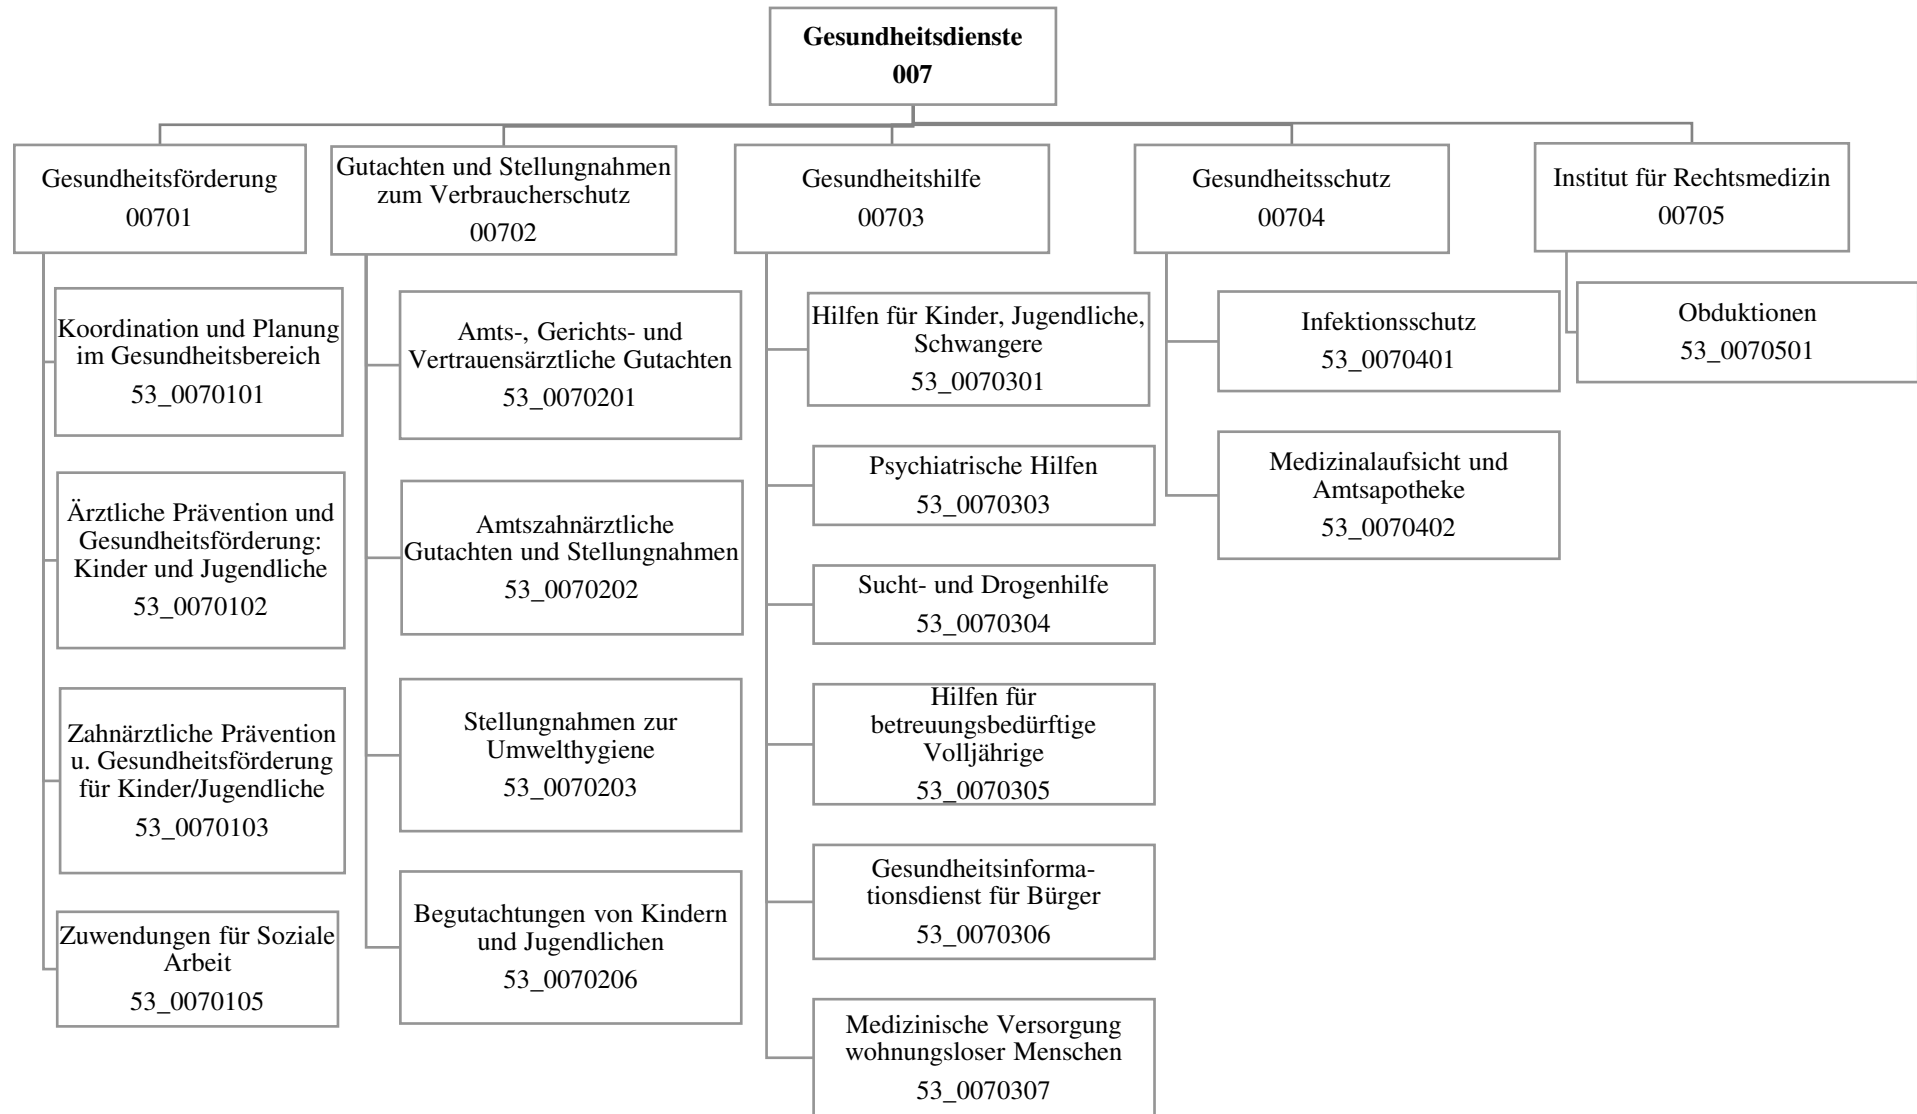 Gesundheitsdienste
007
Gesundheitsförderung
00701
Koordination und Planung
im Gesundheitsbereich
53_0070101
Ärztliche Prävention und
Gesundheitsförderung:
Kinder und Jugendliche
53_0070102
Zahnärztliche Prävention
u. Gesundheitsförderung
für Kinder/Jugendliche
53_0070103
Zuwendungen für Soziale
Arbeit
53_0070105
Gutachten und Stellungnahmen
zum Verbraucherschutz
00702
Amts-, Gerichts- und
Vertrauensärztliche Gutachten
53_0070201
Amtszahnärztliche
Gutachten und Stellungnahmen
53_0070202
Stellungnahmen zur
Umwelthygiene
53_0070203
Begutachtungen von Kindern
und Jugendlichen
53_0070206
Gesundheitshilfe
00703
Hilfen für Kinder, Jugendliche,
Schwangere
53_0070301
Psychiatrische Hilfen
53_0070303
Sucht- und Drogenhilfe
53_0070304
Hilfen für
betreuungsbedürftige
Volljährige
53_0070305
Gesundheitsinforma-
tionsdienst für Bürger
53_0070306
Medizinische Versorgung
wohnungsloser Menschen
53_0070307
Gesundheitsschutz
00704
Infektionsschutz
53_0070401
Medizinalaufsicht und
Amtsapotheke
53_0070402
Institut für Rechtsmedizin
00705
Obduktionen
53_0070501